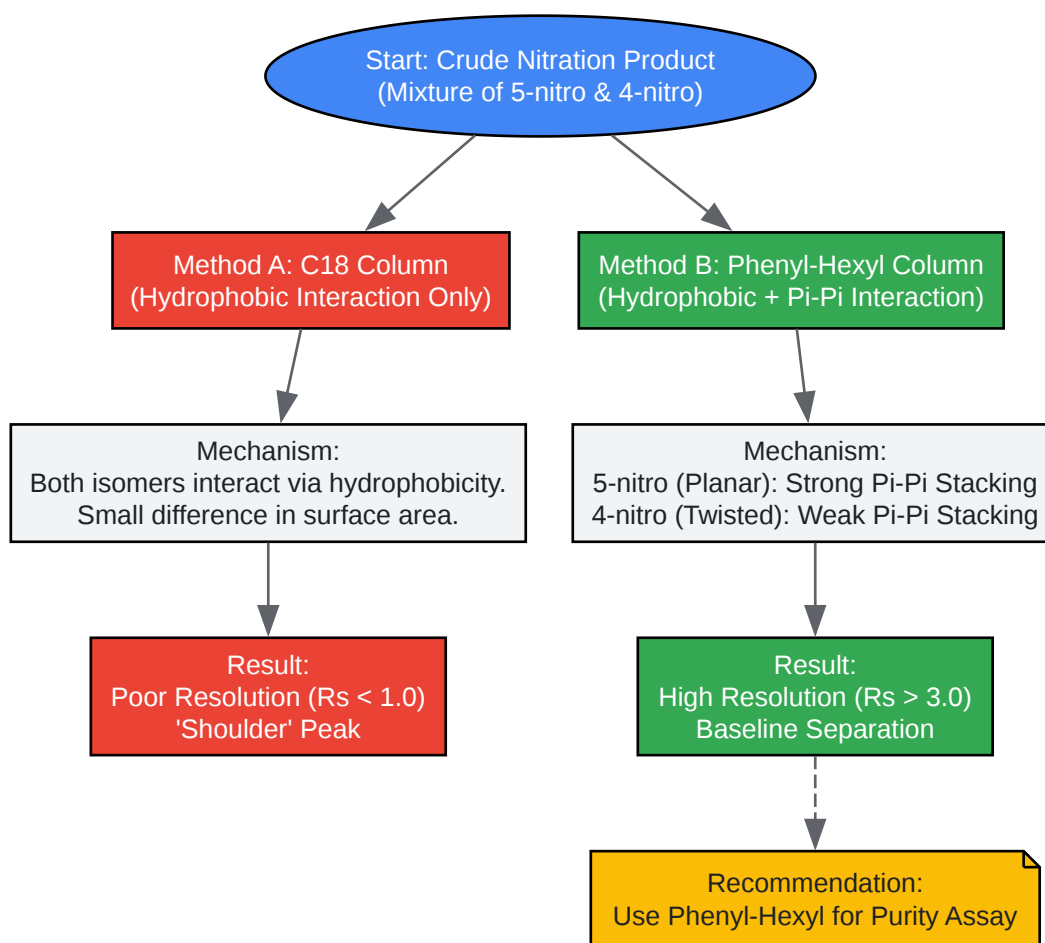 Start: Crude Nitration Product
(Mixture of 5-nitro & 4-nitro)
Method A: C18 Column
(Hydrophobic Interaction Only)
Method B: Phenyl-Hexyl Column
(Hydrophobic + Pi-Pi Interaction)
Mechanism:
Both isomers interact via hydrophobicity.
Small difference in surface area.
Mechanism:
5-nitro (Planar): Strong Pi-Pi Stacking
4-nitro (Twisted): Weak Pi-Pi Stacking
Result:
Poor Resolution (Rs < 1.0)
'Shoulder' Peak
Result:
High Resolution (Rs > 3.0)
Baseline Separation
Recommendation:
Use Phenyl-Hexyl for Purity Assay